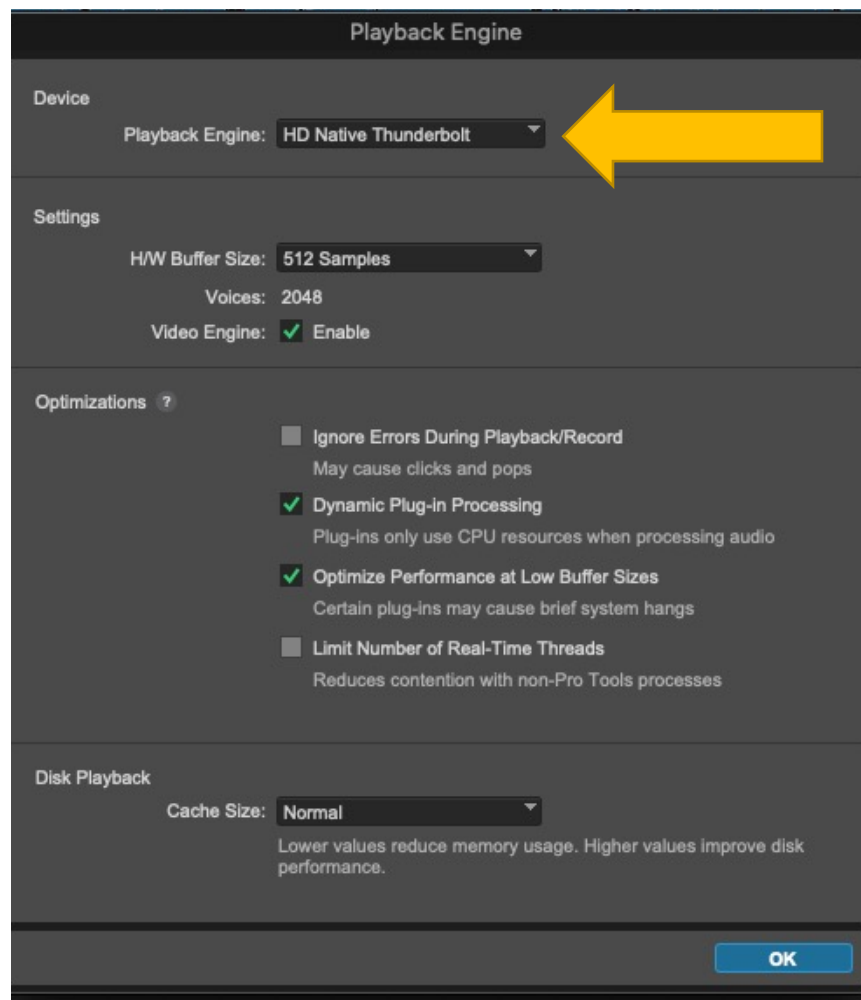 Playback Engine
Device
Playback Engine: HD Native Thunderbolt
Settings
H/W Buffer Size: 512 Samples
Voices: 2048
Video Engine: Enable
Optimizations ?
Ignore Errors During Playback/Record
May cause clicks and pops
Dynamic Plug-in Processing
Plug-ins only use CPU resources when processing audio
Optimize Performance at Low Buffer Sizes
Certain plug-ins may cause brief system hangs
Limit Number of Real-Time Threads
Reduces contention with non-Pro Tools processes
Disk Playback
Cache Size: Normal
Lower values reduce memory usage. Higher values improve disk
performance.
OK